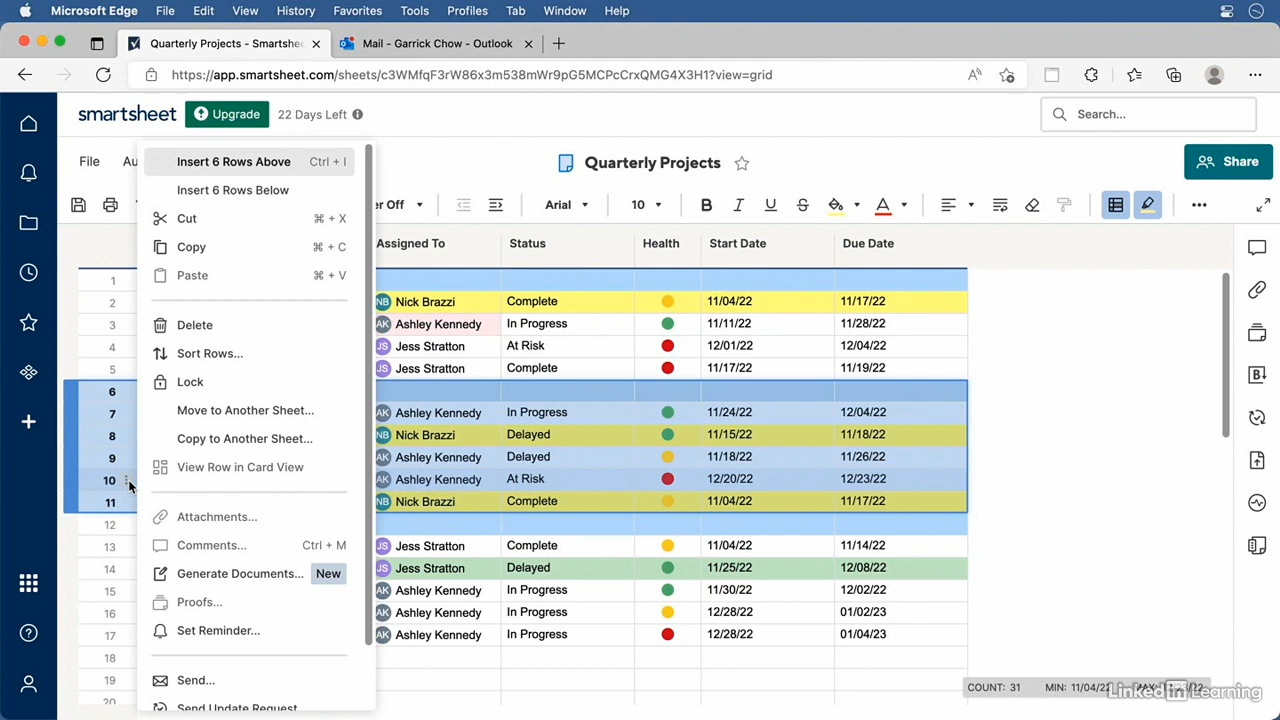 Microsoft Edge File Edit View History Favorites Tools Profiles Tab Window Help
Quarterly Projects - Smartshe
Mail - Garrick Chow - Outlook
https://app.smartsheet.com/sheets/c3WMfqF3rW86x3m538mWr9pG5MCPcCrxQMG4X3H1?view=grid
smartsheet Upgrade 22 Days Left Search...
File Au Quarterly Projects Share
er Off Arial 10 B I U S A
Insert 6 Rows Above Ctrl + I
Insert 6 Rows Below
Cut ⌘ + X
Copy ⌘ + C
Paste ⌘ + V
Delete
Sort Rows...
Lock
Move to Another Sheet...
Copy to Another Sheet...
View Row in Card View
Attachments...
Comments... Ctrl + M
Generate Documents... New
Proofs...
Set Reminder...
Send...
Send Update Request
Assigned To Status Health Start Date Due Date
1
2 NB Nick Brazzi Complete 11/04/22 11/17/22
3 AK Ashley Kennedy In Progress 11/11/22 11/28/22
4 JS Jess Stratton At Risk 12/01/22 12/04/22
5 JS Jess Stratton Complete 11/17/22 11/19/22
6
7 AK Ashley Kennedy In Progress 11/24/22 12/04/22
8 NB Nick Brazzi Delayed 11/15/22 11/18/22
9 AK Ashley Kennedy Delayed 11/18/22 11/26/22
10 AK Ashley Kennedy At Risk 12/20/22 12/23/22
11 NB Nick Brazzi Complete 11/04/22 11/17/22
12
13 JS Jess Stratton Complete 11/04/22 11/14/22
14 JS Jess Stratton Delayed 11/25/22 12/08/22
15 AK Ashley Kennedy In Progress 11/30/22 12/02/22
16 AK Ashley Kennedy In Progress 12/28/22 01/02/23
17 AK Ashley Kennedy In Progress 12/28/22 01/04/23
18
19
20
COUNT: 31 MIN: 11/04/22
LinkedIn Learning